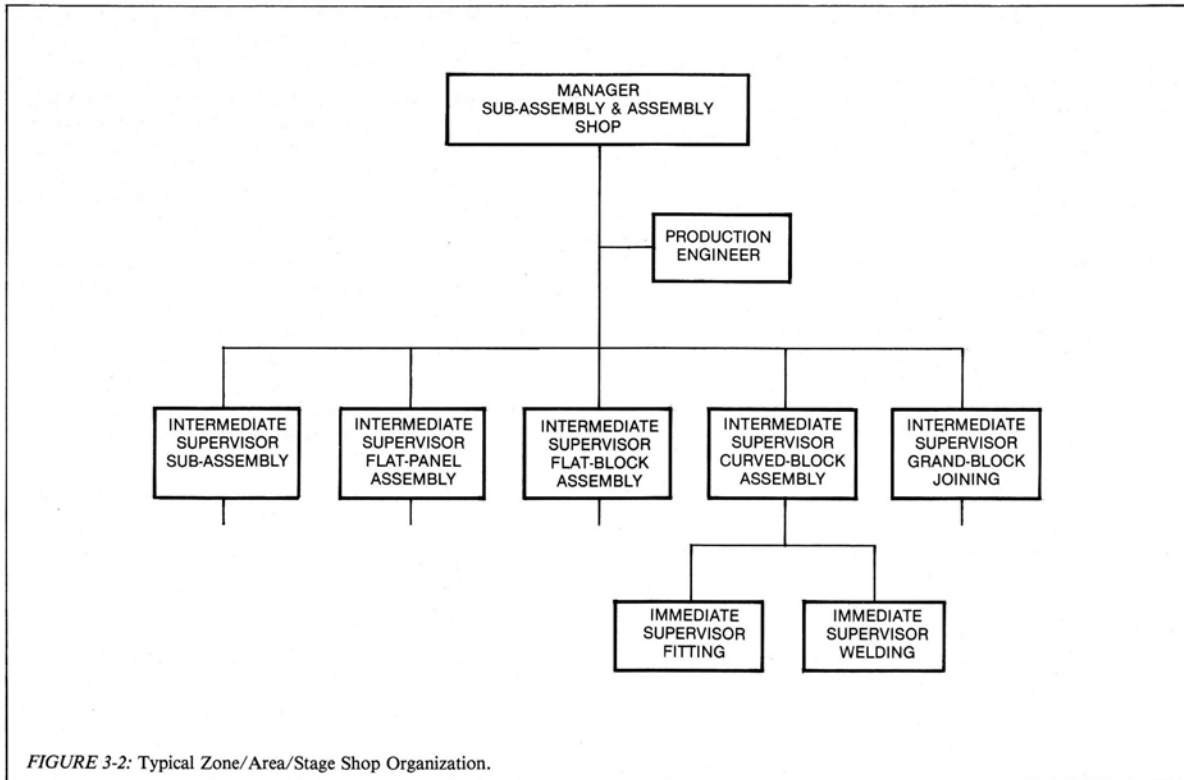 MANAGER
SUB-ASSEMBLY & ASSEMBLY
SHOP
PRODUCTION
ENGINEER
INTERMEDIATE
SUPERVISOR
SUB-ASSEMBLY
INTERMEDIATE
SUPERVISOR
FLAT-PANEL
ASSEMBLY
INTERMEDIATE
SUPERVISOR
FLAT-BLOCK
ASSEMBLY
INTERMEDIATE
SUPERVISOR
CURVED-BLOCK
ASSEMBLY
INTERMEDIATE
SUPERVISOR
GRAND-BLOCK
JOINING
IMMEDIATE
SUPERVISOR
FITTING
IMMEDIATE
SUPERVISOR
WELDING
FIGURE 3-2: Typical Zone/Area/Stage Shop Organization.